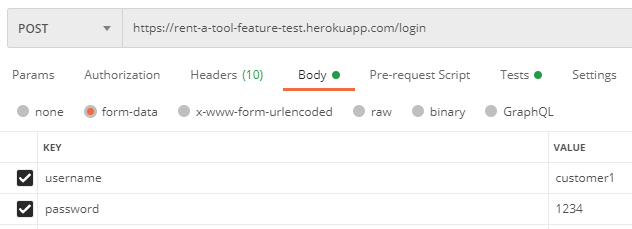 POST https://rent-a-tool-feature-test.herokuapp.com/login
Params Authorization Headers (10) Body Pre-request Script Tests Settings
none form-data x-www-form-urlencoded raw binary GraphQL
KEY VALUE
username customer1
password 1234